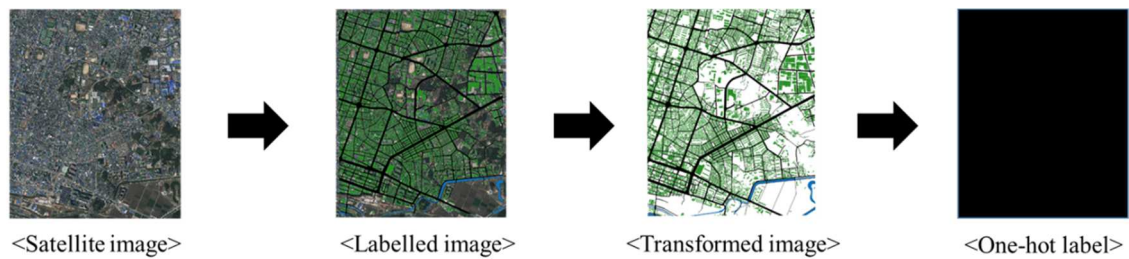 <Satellite image>
<Labelled image>
<Transformed image>
<One-hot label>